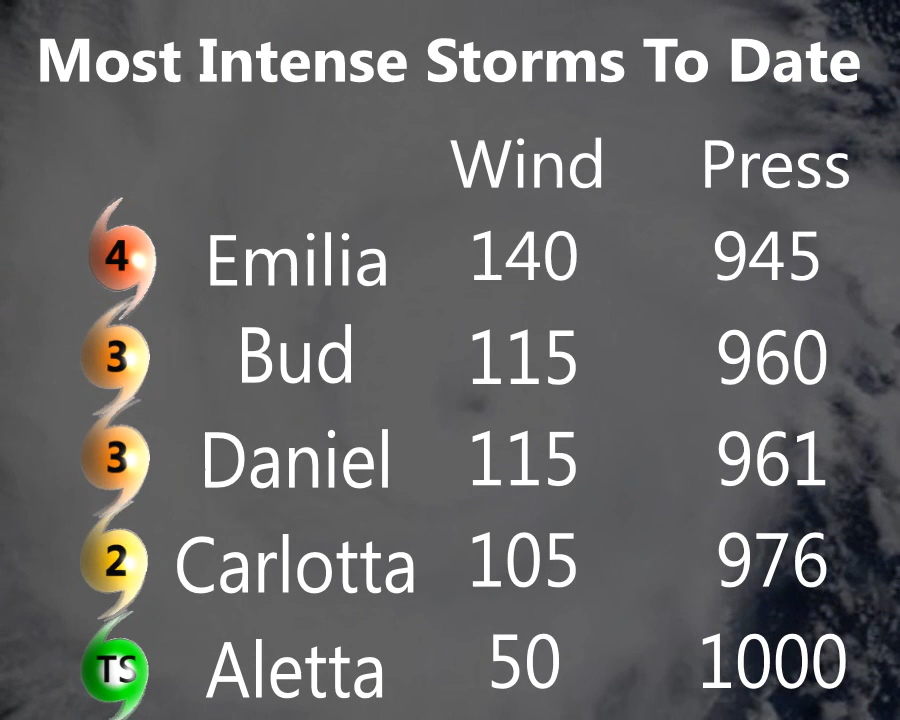 Most Intense Storms To Date
Wind Press
4 Emilia 140 945
3 Bud 115 960
3 Daniel 115 961
2 Carlotta 105 976
TS Aletta 50 1000